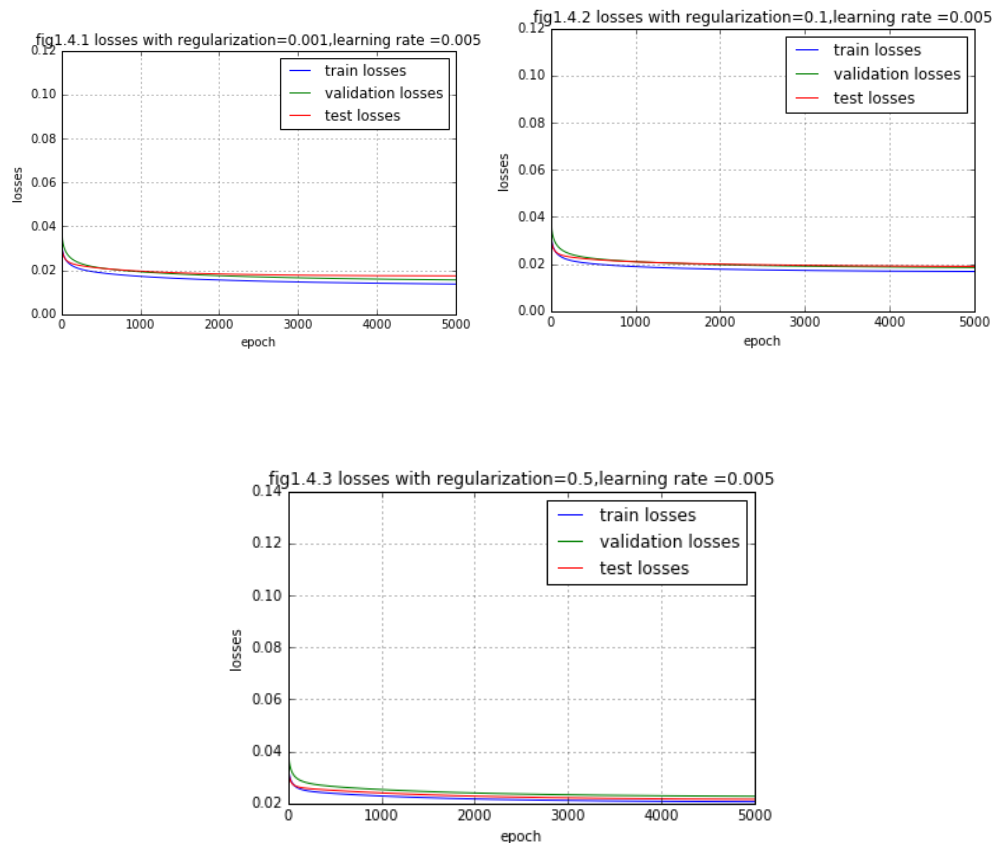 fig1.4.1 losses with regularization=0.001,learning rate =0.005
0.12
0.10
0.08
0.06
0.04
0.02
0.00
losses
train losses
validation losses
test losses
0 1000 2000 3000 4000 5000
epoch
fig1.4.2 losses with regularization=0.1,learning rate =0.005
0.12
0.10
0.08
0.06
0.04
0.02
0.00
losses
train losses
validation losses
test losses
0 1000 2000 3000 4000 5000
epoch
fig1.4.3 losses with regularization=0.5,learning rate =0.005
0.14
0.12
0.10
0.08
0.06
0.04
0.02
losses
train losses
validation losses
test losses
0 1000 2000 3000 4000 5000
epoch